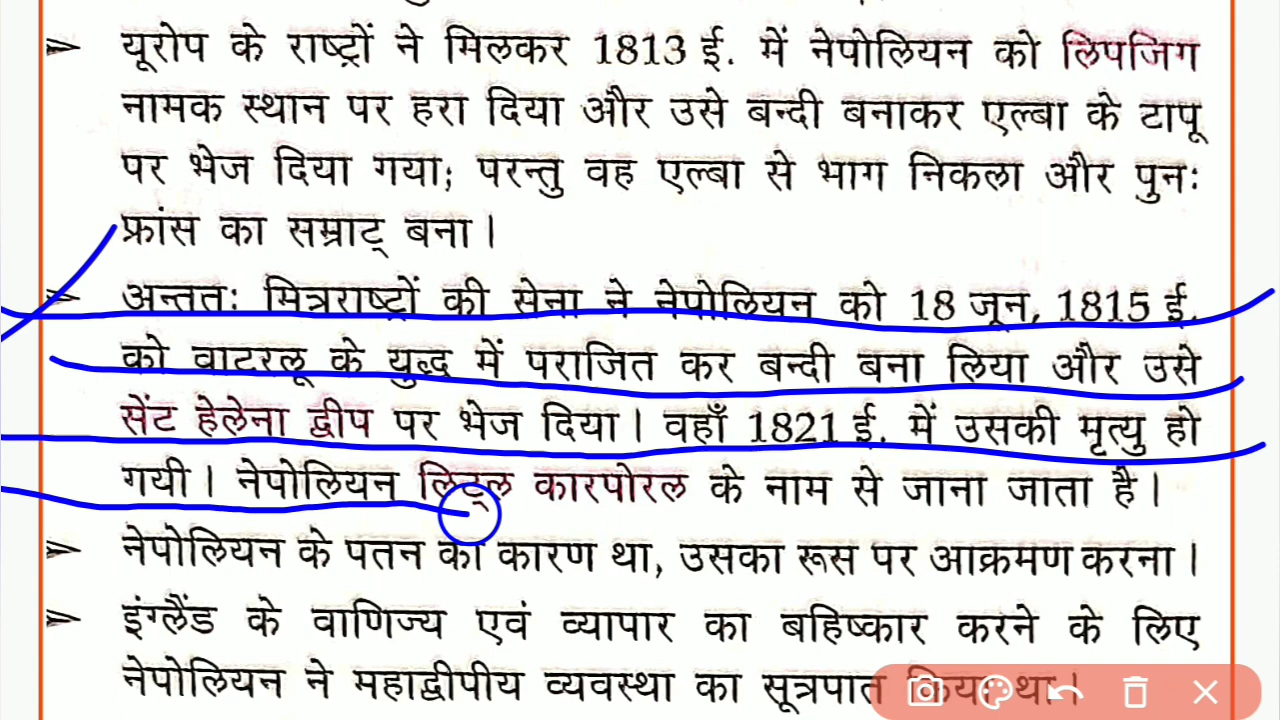 ➢ यूरोप के राष्ट्रों ने मिलकर 1813 ई. में नेपोलियन को लिपजिग
नामक स्थान पर हरा दिया और उसे बन्दी बनाकर एल्बा के टापू
पर भेज दिया गया; परन्तु वह एल्बा से भाग निकला और पुनः
फ्रांस का सम्राट् बना।
➢ अन्ततः मित्रराष्ट्रों की सेना ने नेपोलियन को 18 जून, 1815 ई.
को वाटरलू के युद्ध में पराजित कर बन्दी बना लिया और उसे
सेंट हेलेना द्वीप पर भेज दिया। वहाँ 1821 ई. में उसकी मृत्यु हो
गयी। नेपोलियन लिट्ल कारपोरल के नाम से जाना जाता है।
➢ नेपोलियन के पतन का कारण था, उसका रूस पर आक्रमण करना।
➢ इंग्लैंड के वाणिज्य एवं व्यापार का बहिष्कार करने के लिए
नेपोलियन ने महाद्वीपीय व्यवस्था का सूत्रपात किया था।